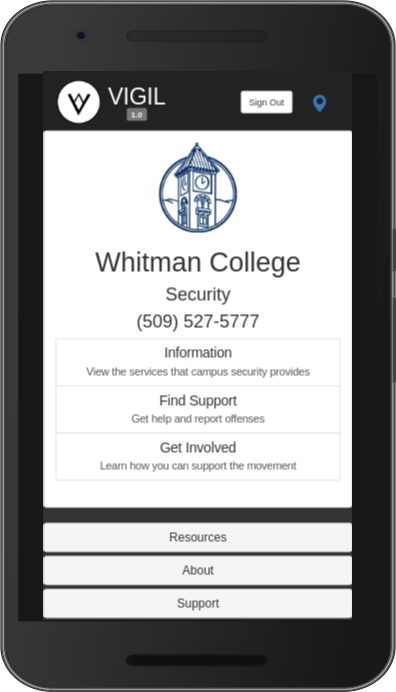 VIGIL
1.0
Sign Out
Whitman College
Security
(509) 527-5777
Information
View the services that campus security provides
Find Support
Get help and report offenses
Get Involved
Learn how you can support the movement
Resources
About
Support